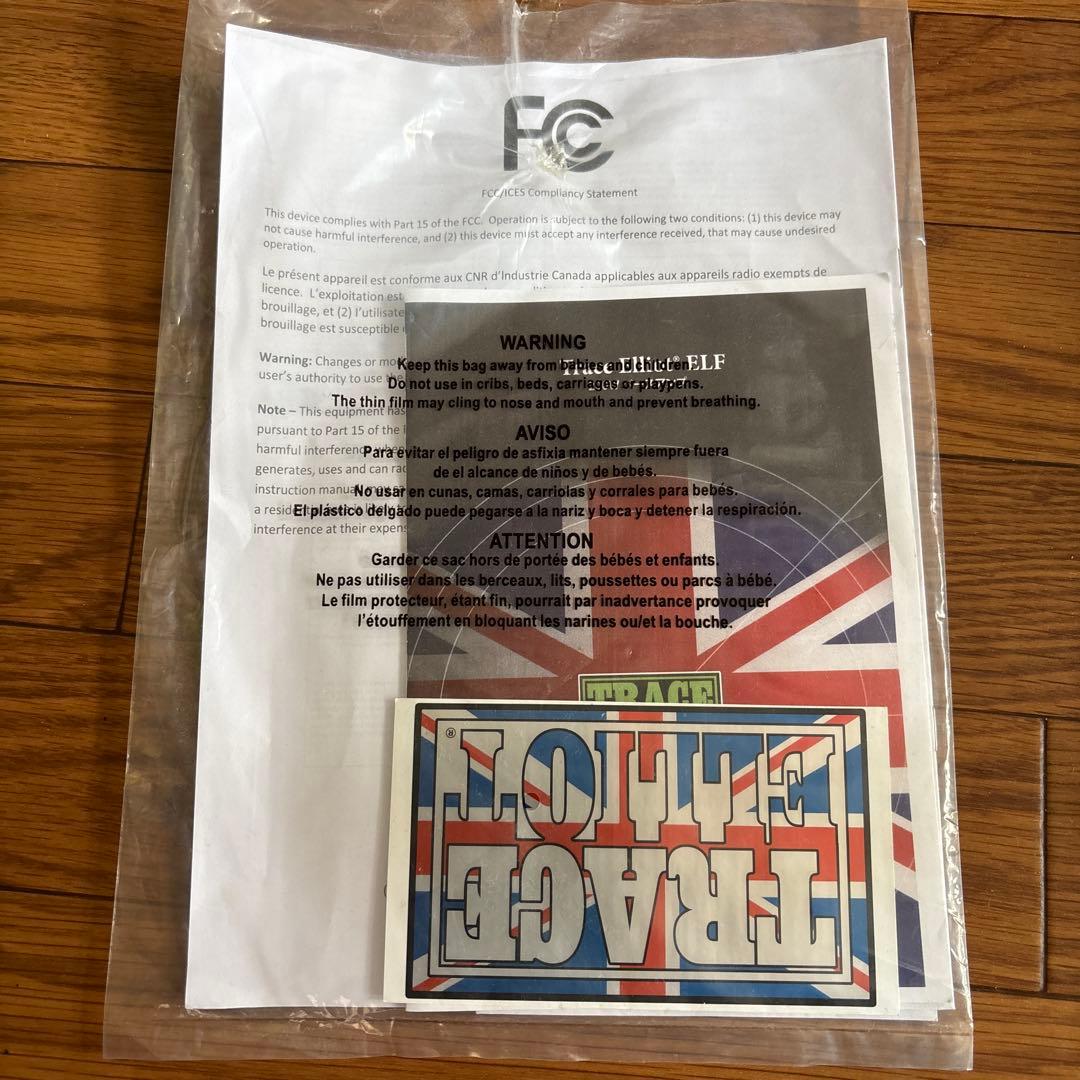 FCC
FCC/ICES Compliancy Statement
This device complies with Part 15 of the FCC. Operation is subject to the following two conditions: (1) this device may
not cause harmful interference, and (2) this device must accept any interference received, that may cause undesired
operation.
Le présent appareil est conforme aux CNR d'Industrie Canada applicables aux appareils radio exempts de
licence. L'exploitation est
brouillage, et (2) l'utilisate
brouillage est susceptible
Warning: Changes or mo
user's authority to use the
Note – This equipment has
pursuant to Part 15 of the
harmful interference when
generates, uses and can rad
instruction manual, may
a reside
interference at their expens
Trace Elliot® ELF
WARNING
Keep this bag away from babies and children.
Do not use in cribs, beds, carriages or playpens.
The thin film may cling to nose and mouth and prevent breathing.
AVISO
Para evitar el peligro de asfixia mantener siempre fuera
de el alcance de niños y de bebés.
No usar en cunas, camas, carriolas y corrales para bebés.
El plástico delgado puede pegarse a la nariz y boca y detener la respiración.
ATTENTION
Garder ce sac hors de portée des bébés et enfants.
Ne pas utiliser dans les berceaux, lits, poussettes ou parcs à bébé.
Le film protecteur, étant fin, pourrait par inadvertance provoquer
l'étouffement en bloquant les narines ou/et la bouche.
TRACE
TRACE
ELLIOT®